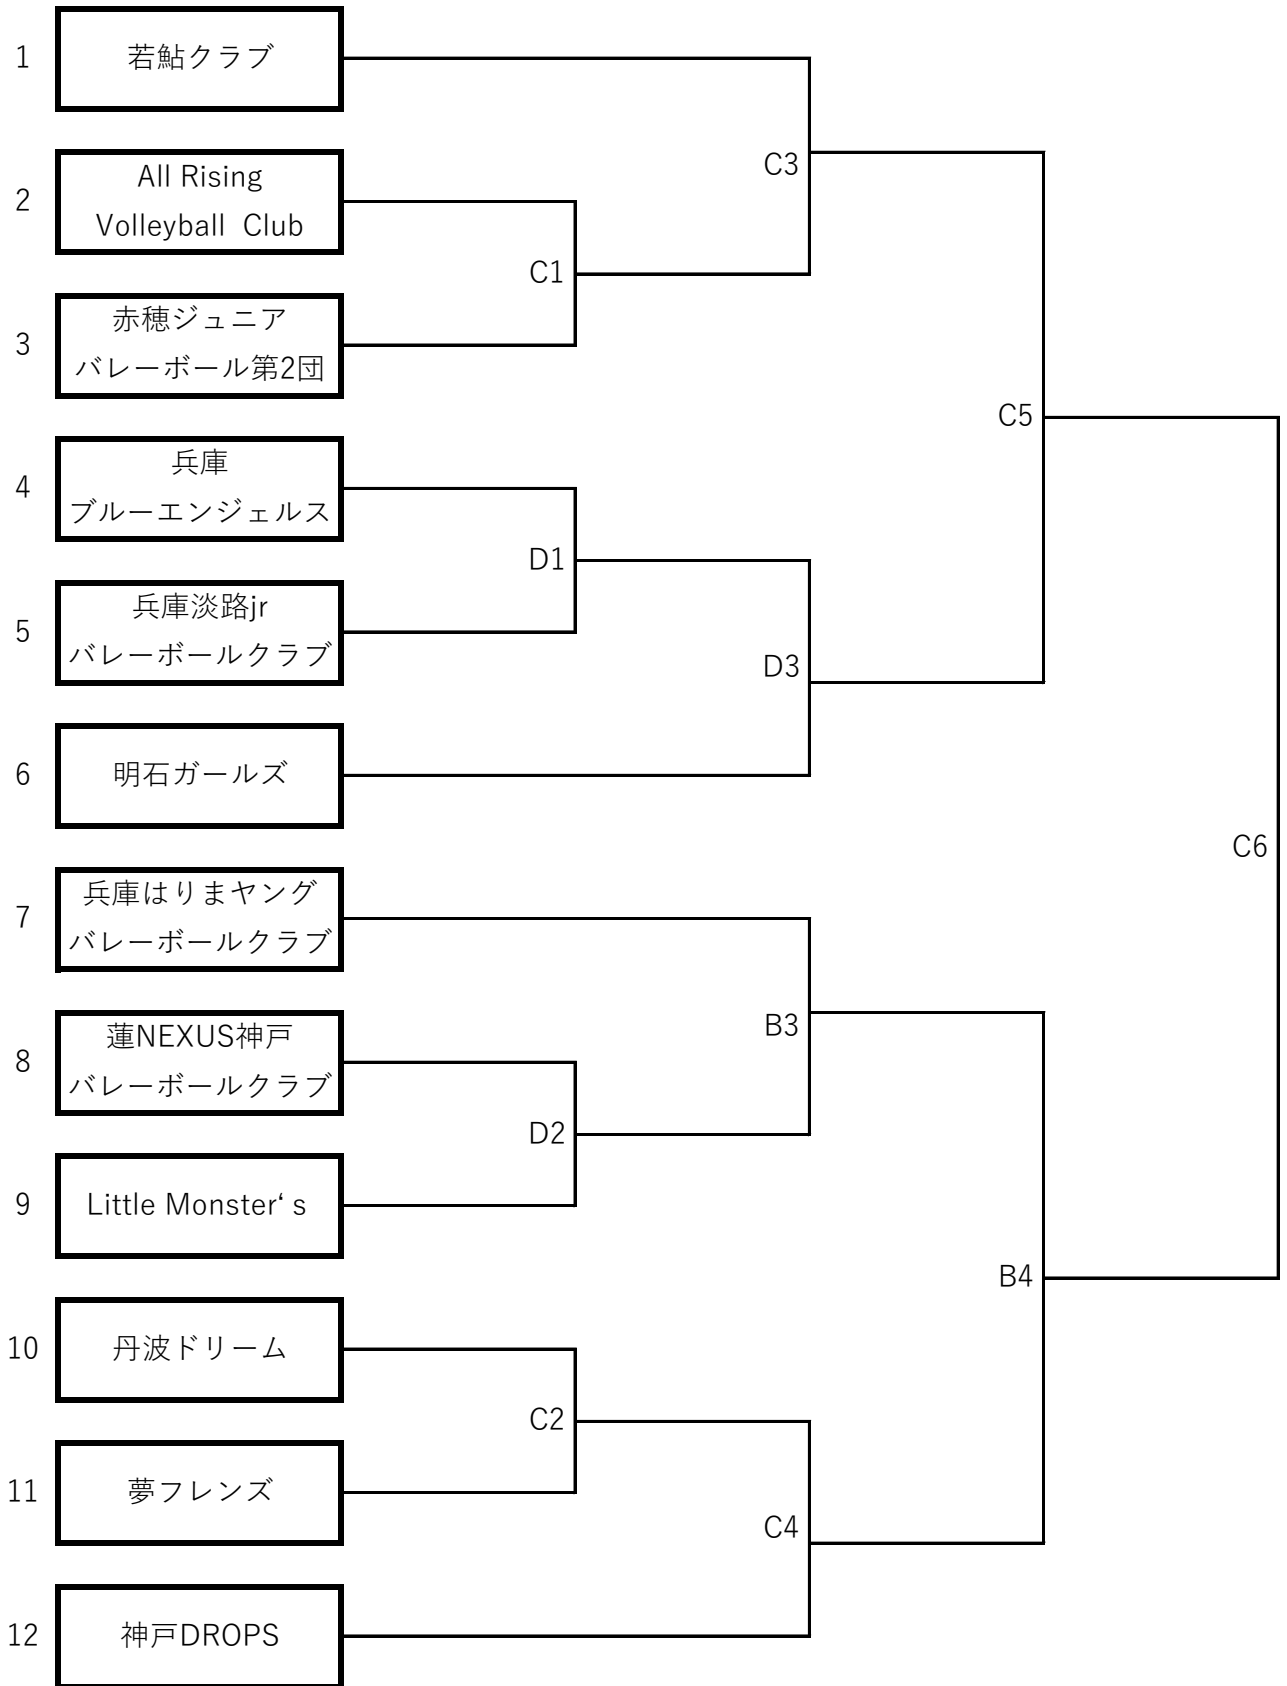 1
若鮎クラブ
C3
2
All Rising
Volleyball Club
C1
3
赤穂ジュニア
バレーボール第2団
C5
4
兵庫
ブルーエンジェルス
D1
5
兵庫淡路jr
バレーボールクラブ
D3
6
明石ガールズ
C6
7
兵庫はりまヤング
バレーボールクラブ
B3
8
蓮NEXUS神戸
バレーボールクラブ
D2
9
Little Monster‘ s
B4
10
丹波ドリーム
C2
11
夢フレンズ
C4
12
神戸DROPS